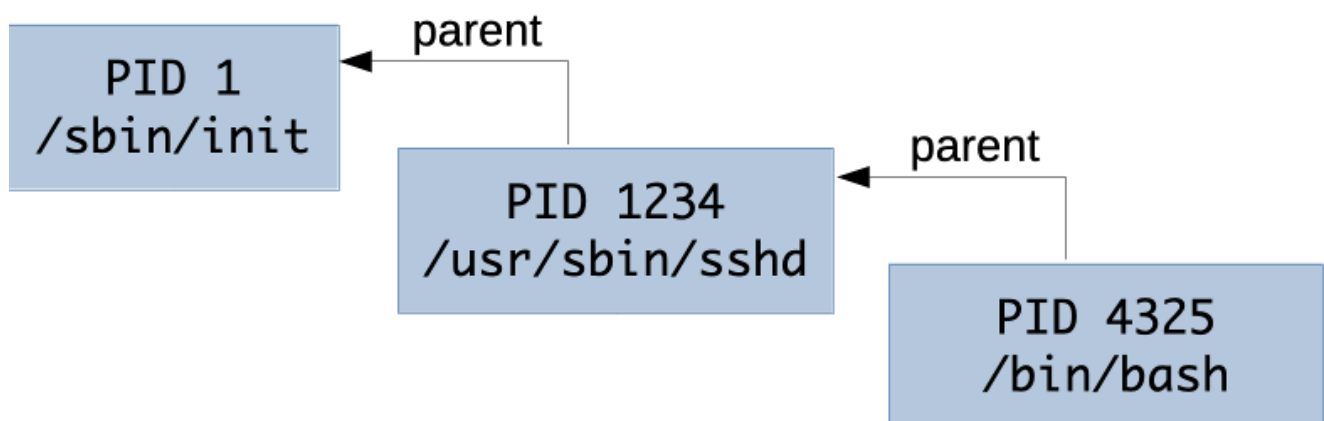 parent
PID 1
/sbin/init
parent
PID 1234
/usr/sbin/sshd
PID 4325
/bin/bash